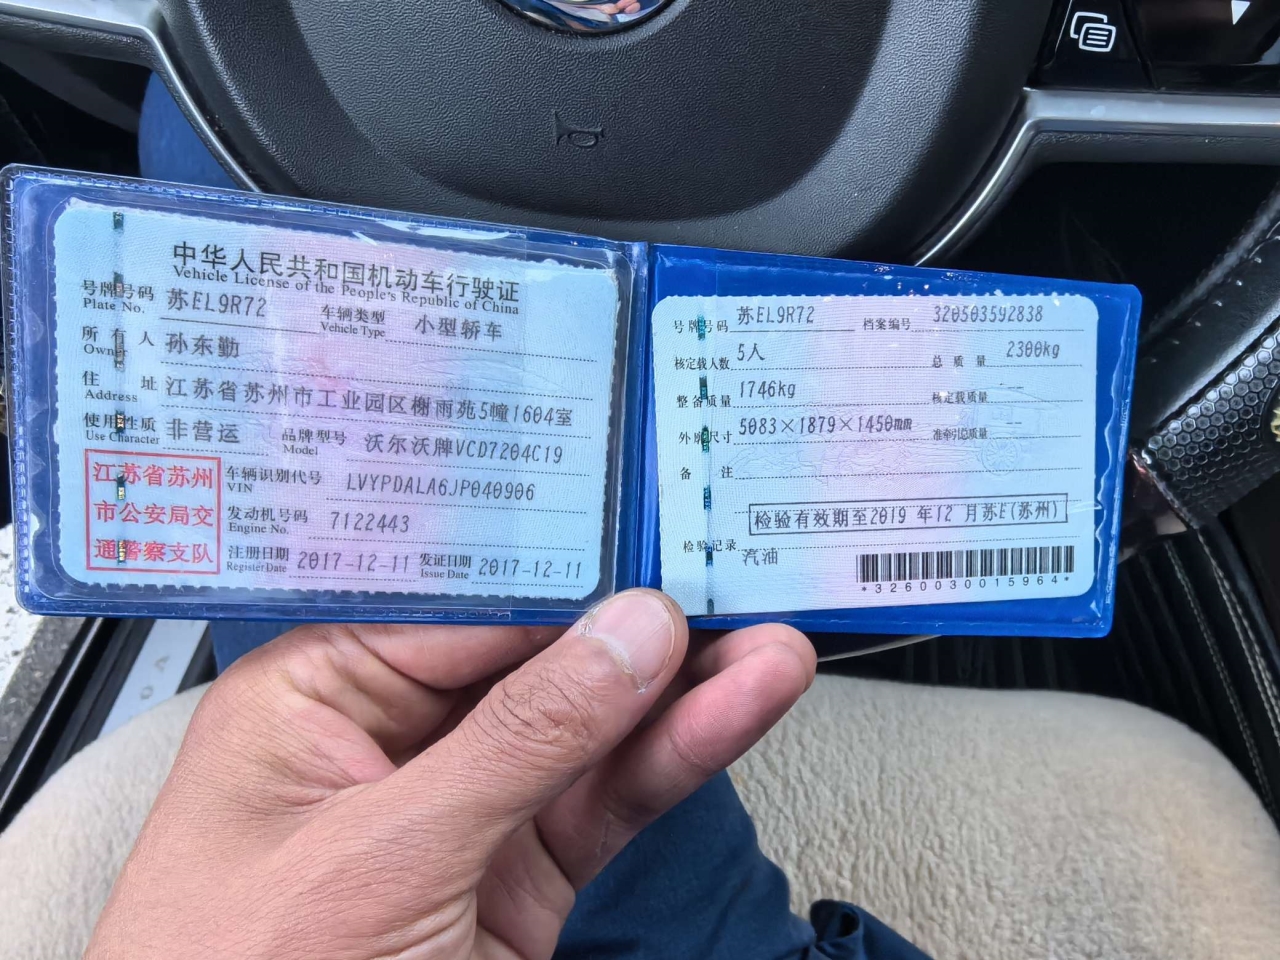 中华人民共和国机动车行驶证
Vehicle License of the People's Republic of China
号牌号码 苏EL9R72 车辆类型 小型轿车
Plate No. Vehicle Type
所有人 孙东勤
Owner
住址 江苏省苏州市工业园区榭雨苑5幢1604室
Address
使用性质 非营运 品牌型号 沃尔沃牌VCD7204C19
Use Character Model
江苏省苏州
市公安局交
通警察支队
车辆识别代号 LVYPDALA6JP040906
VIN
发动机号码 7122443
Engine No.
注册日期 2017-12-11 发证日期 2017-12-11
Register Date Issue Date
号牌号码 苏EL9R72 档案编号 320503592838
核定载人数 5人 总质量 2300kg
整备质量 1746kg 核定载质量 --
外廓尺寸 5083×1879×1450mm 准牵引总质量 --
备注
检验有效期至2019 年12 月苏E(苏州)
检验记录
汽油
*3260030015964*